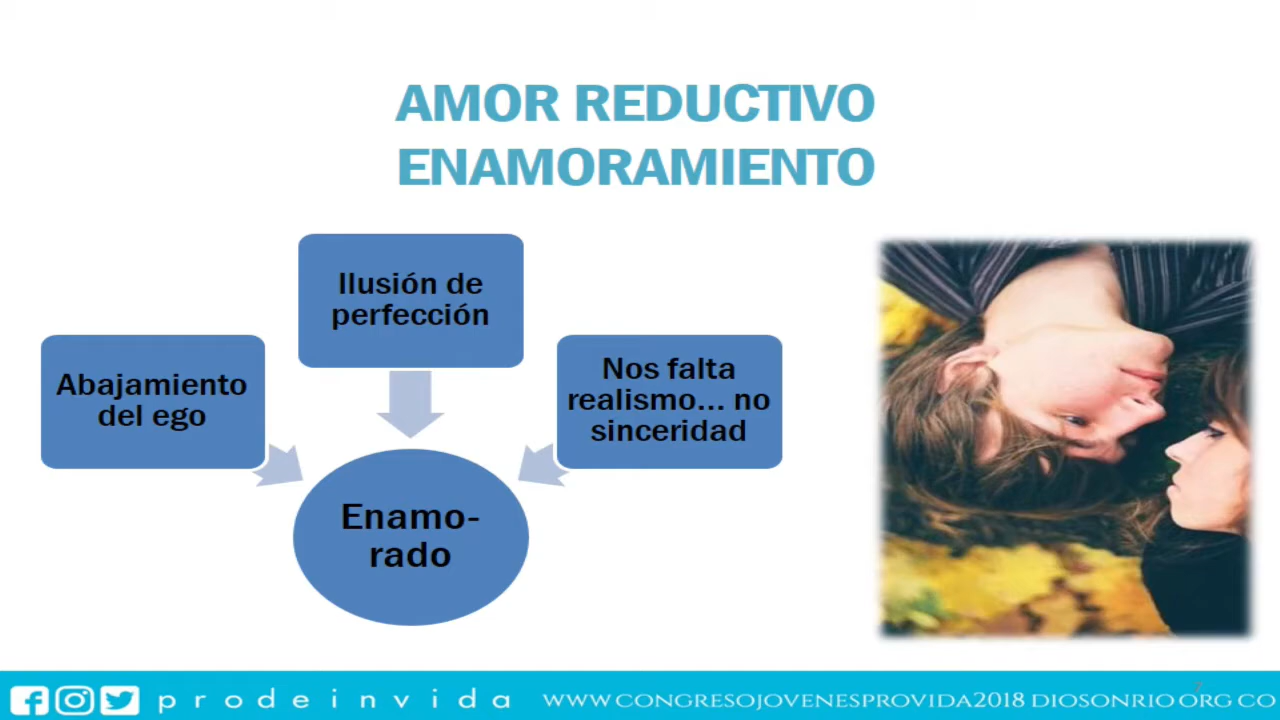 AMOR REDUCTIVO
ENAMORAMIENTO
Ilusión de
perfección
Abajamiento
del ego
Nos falta
realismo... no
sinceridad
Enamo-
rado
prodeinvida
WWW.CONGRESOJOVENESPROVIDA2018 DIOSONRIO ORG CO
7